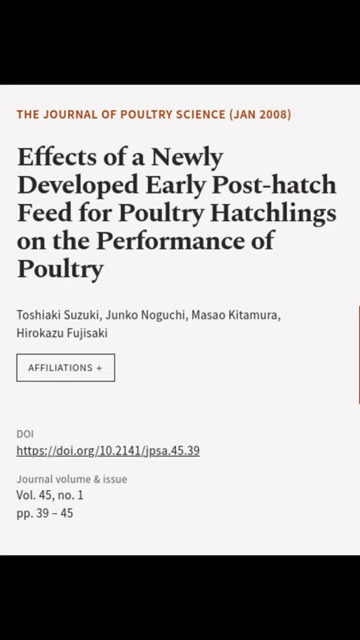 THE JOURNAL OF POULTRY SCIENCE (JAN 2008)
Effects of a Newly
Developed Early Post-hatch
Feed for Poultry Hatchlings
on the Performance of
Poultry
Toshiaki Suzuki, Junko Noguchi, Masao Kitamura,
Hirokazu Fujisaki
AFFILIATIONS +
DOI
https://doi.org/10.2141/jpsa.45.39
Journal volume & issue
Vol. 45, no. 1
pp. 39 – 45